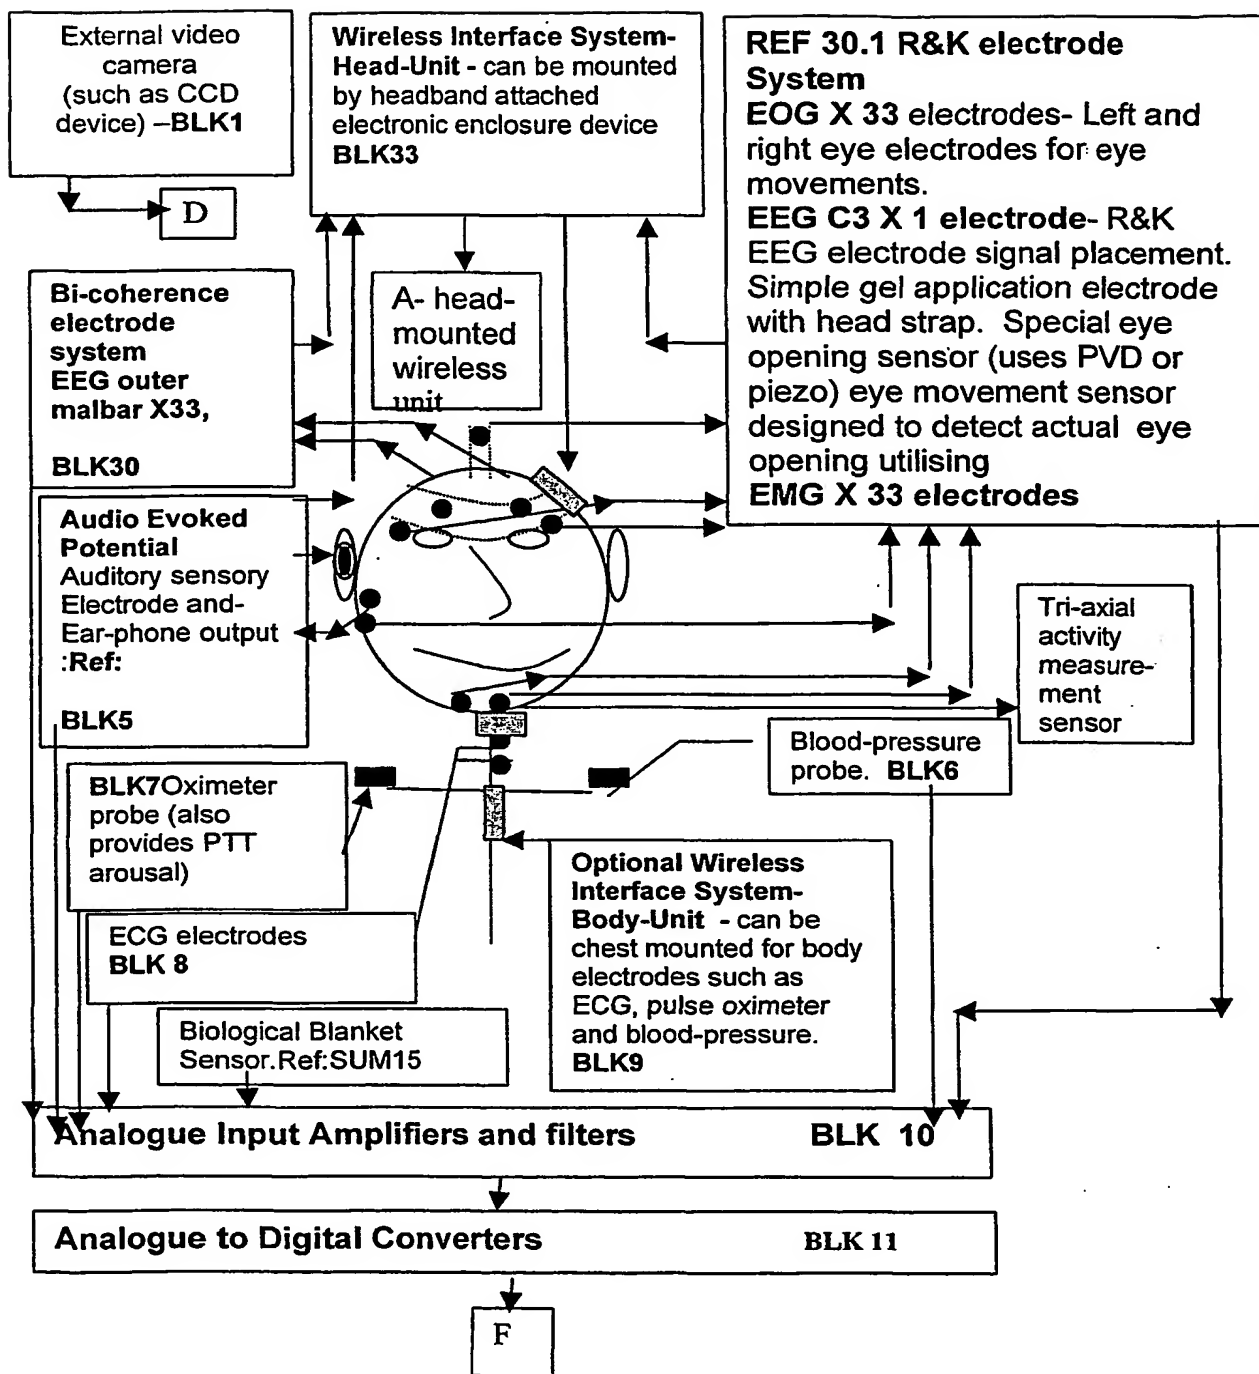 External video
camera
(such as CCD
device) –BLK1
D
Wireless Interface System-
Head-Unit - can be mounted
by headband attached
electronic enclosure device
BLK33
REF 30.1 R&K electrode
System
EOG X 33 electrodes- Left and
right eye electrodes for eye
movements.
EEG C3 X 1 electrode- R&K
EEG electrode signal placement.
Simple gel application electrode
with head strap. Special eye
opening sensor (uses PVD or
piezo) eye movement sensor
designed to detect actual eye
opening utilising
EMG X 33 electrodes
Bi-coherence
electrode
system
EEG outer
malbar X33,
BLK30
A- head-
mounted
wireless
unit
Audio Evoked
Potential
Auditory sensory
Electrode and-
Ear-phone output
:Ref:
BLK5
Tri-axial
activity
measure-
ment
sensor
Blood-pressure
probe. BLK6
BLK7Oximeter
probe (also
provides PTT
arousal)
ECG electrodes
BLK 8
Optional Wireless
Interface System-
Body-Unit - can be
chest mounted for body
electrodes such as
ECG, pulse oximeter
and blood-pressure.
BLK9
Biological Blanket
Sensor.Ref:SUM15
Analogue Input Amplifiers and filters BLK 10
Analogue to Digital Converters BLK 11
F